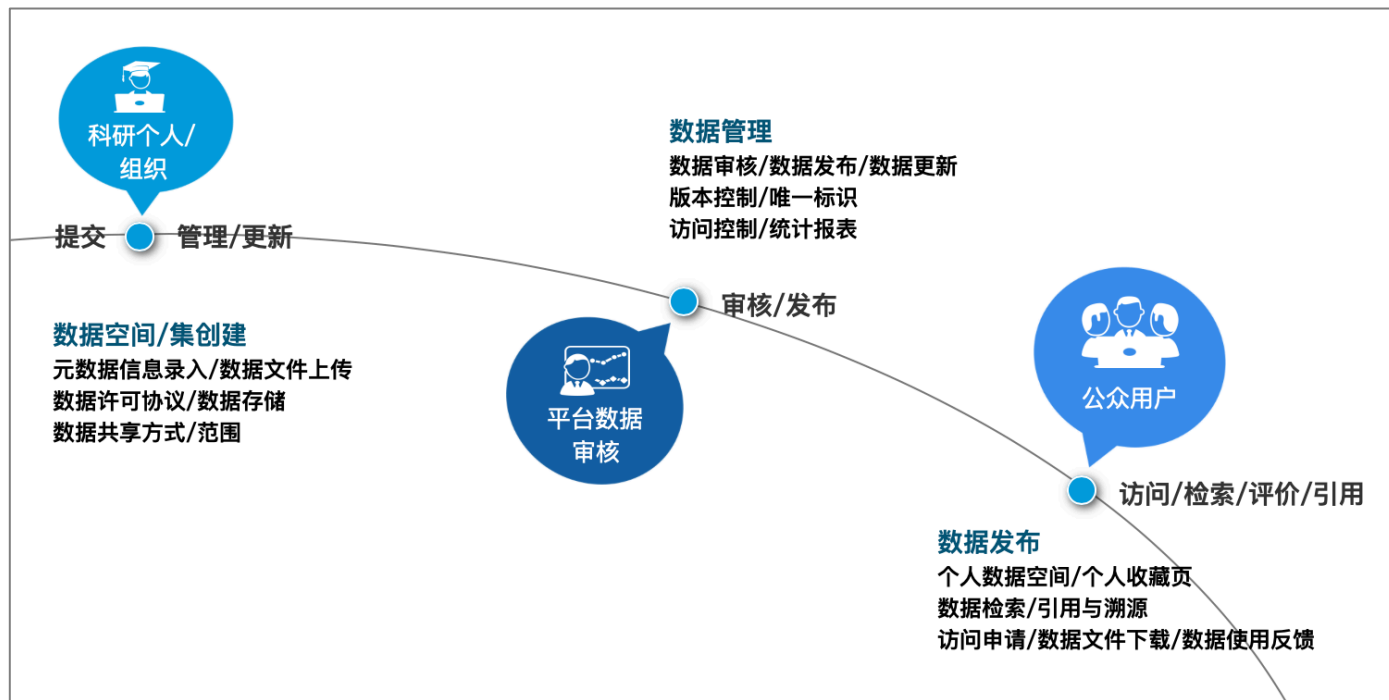 科研个人/
组织
提交
管理/更新
数据空间/集创建
元数据信息录入/数据文件上传
数据许可协议/数据存储
数据共享方式/范围
数据管理
数据审核/数据发布/数据更新
版本控制/唯一标识
访问控制/统计报表
审核/发布
平台数据
审核
公众用户
访问/检索/评价/引用
数据发布
个人数据空间/个人收藏页
数据检索/引用与溯源
访问申请/数据文件下载/数据使用反馈